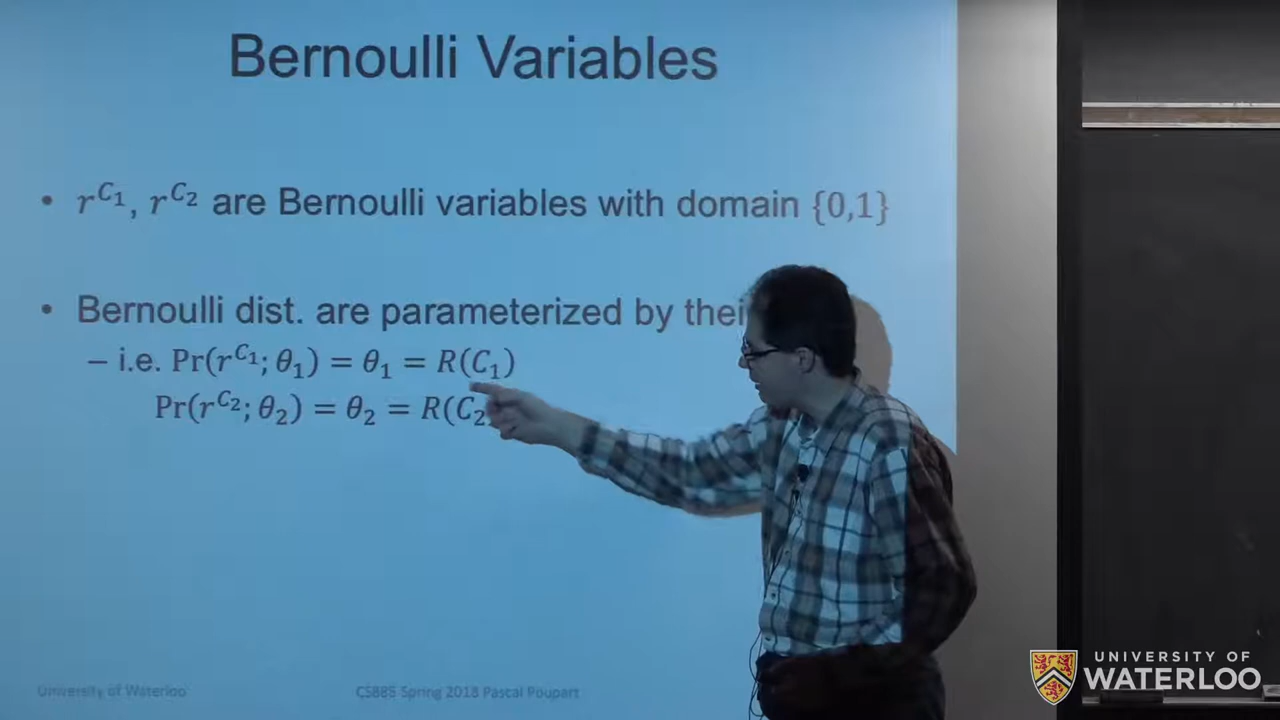 Bernoulli Variables
• r^{C_1}, r^{C_2} are Bernoulli variables with domain {0,1}
• Bernoulli dist. are parameterized by their
– i.e. Pr(r^{C_1}; θ_1) = θ_1 = R(C_1)
Pr(r^{C_2}; θ_2) = θ_2 = R(C_2
University of Waterloo
CS885 Spring 2018 Pascal Poupart
UNIVERSITY OF
WATERLOO